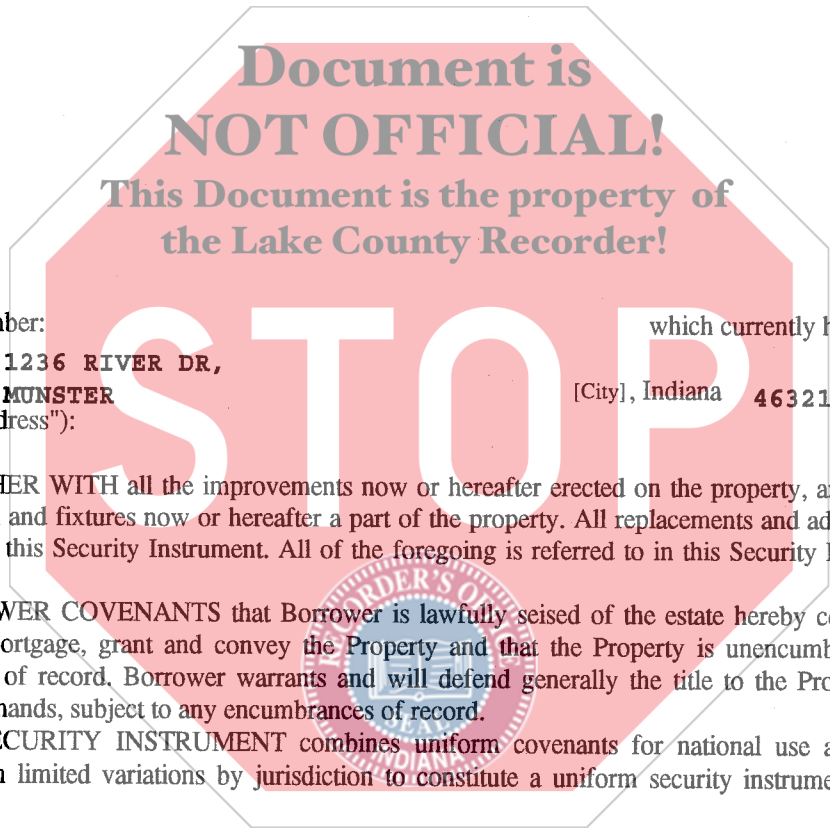 Document is
NOT OFFICIAL!
This Document is the property of
the Lake County Recorder!
STOP
ber:
which currently h
1236 RIVER DR,
MUNSTER
[City], Indiana 46321
dress"):
HER WITH all the improvements now or hereafter erected on the property, a
and fixtures now or hereafter a part of the property. All replacements and ad
this Security Instrument. All of the foregoing is referred to in this Security I
WER COVENANTS that Borrower is lawfully seised of the estate hereby c
ortgage, grant and convey the Property and that the Property is unencumb
of record. Borrower warrants and will defend generally the title to the Pro
ands, subject to any encumbrances of record.
CURITY INSTRUMENT combines uniform covenants for national use a
limited variations by jurisdiction to constitute a uniform security instrume
RECORDER'S OFFICE
SEAL
INDIANA